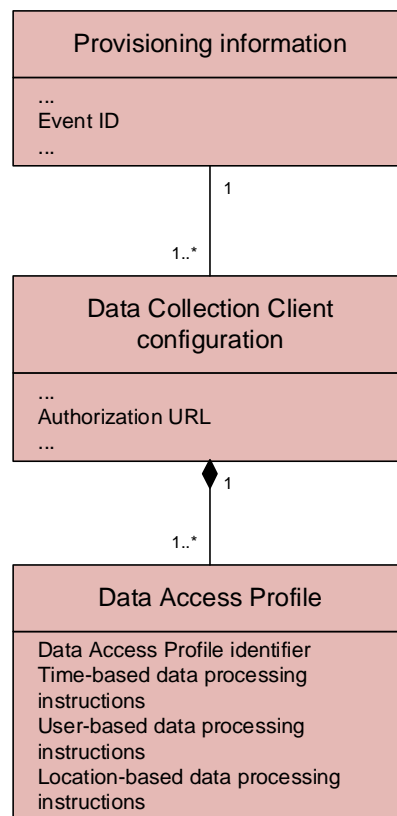 Provisioning information
...
Event ID
...
1
1..*
Data Collection Client
configuration
...
Authorization URL
...
1
1..*
Data Access Profile
Data Access Profile identifier
Time-based data processing
instructions
User-based data processing
instructions
Location-based data processing
instructions